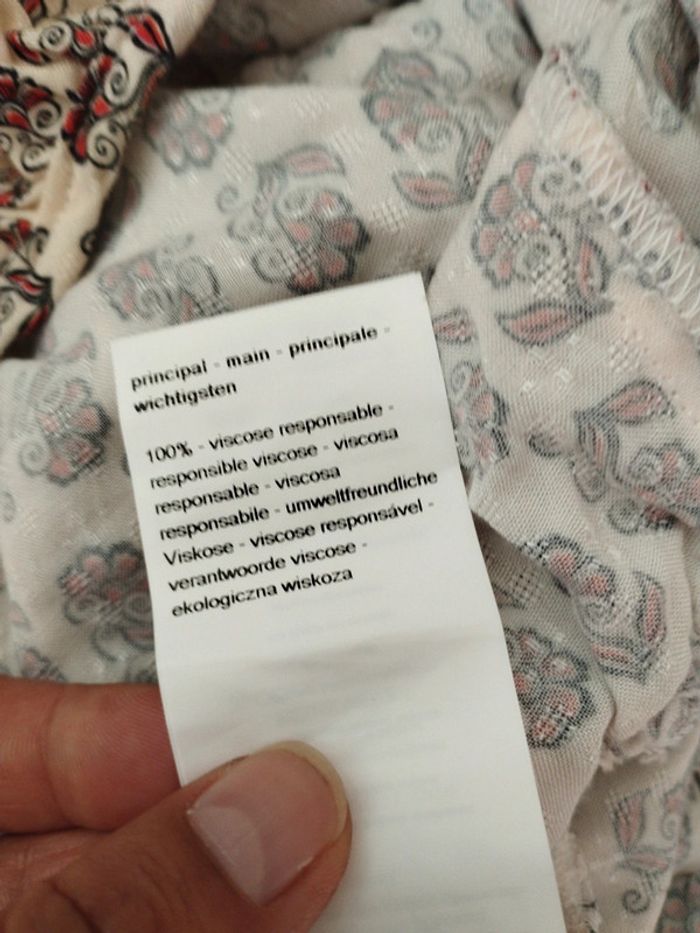 principal - main - principale -
wichtigsten
100% - viscose responsable -
responsible viscose - viscosa
responsable - viscosa
responsabile - umweltfreundliche
Viskose - viscose responsável -
verantwoorde viscose -
ekologiczna wiskoza